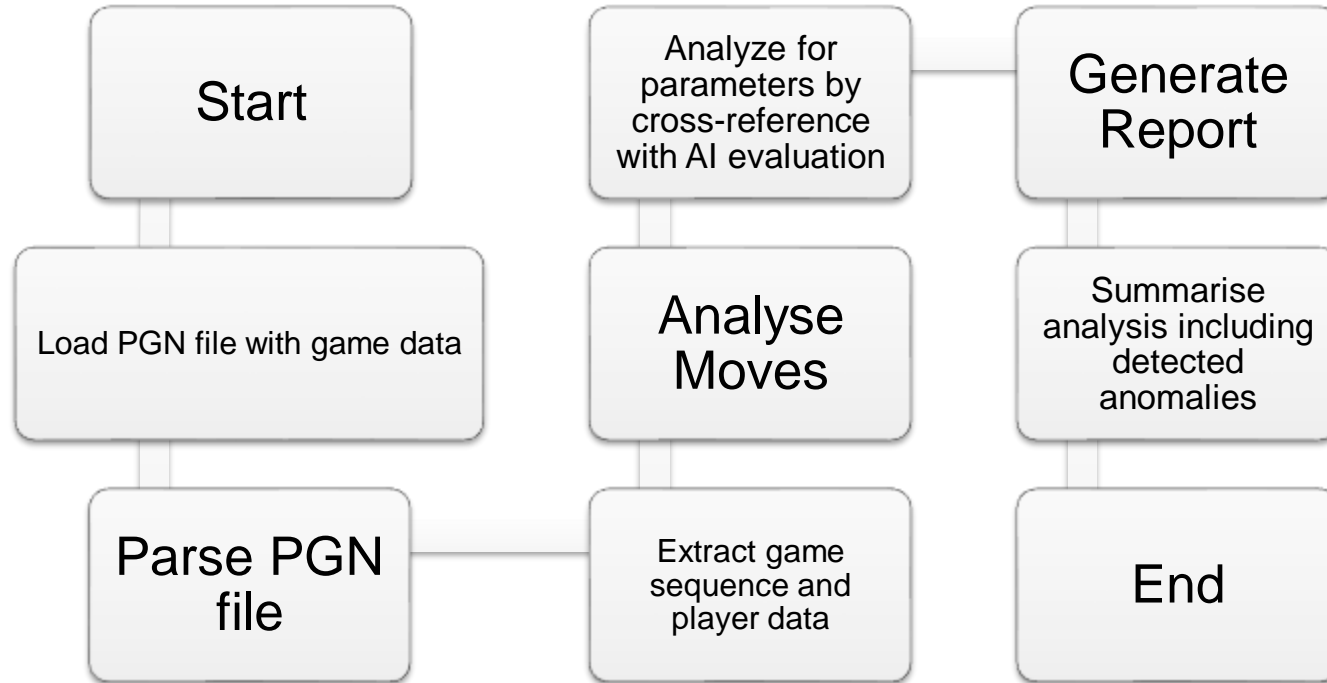 Start
Load PGN file with game data
Parse PGN
file
Extract game
sequence and
player data
Analyse
Moves
Analyze for
parameters by
cross-reference
with AI evaluation
Generate
Report
Summarise
analysis including
detected
anomalies
End